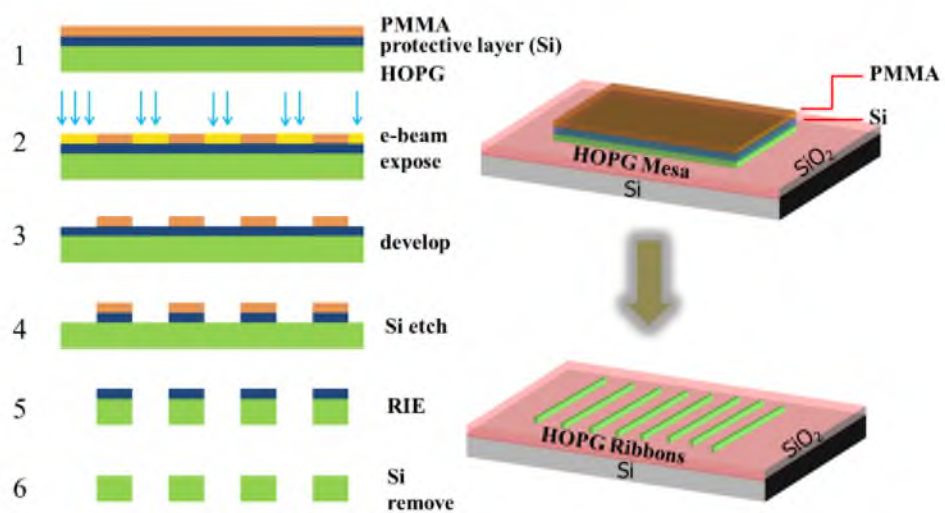 1
PMMA
protective layer (Si)
HOPG
2
e-beam
expose
3
develop
4
Si etch
5
RIE
6
Si
remove
PMMA
Si
HOPG Mesa
Si
SiO2
HOPG Ribbons
Si
SiO2